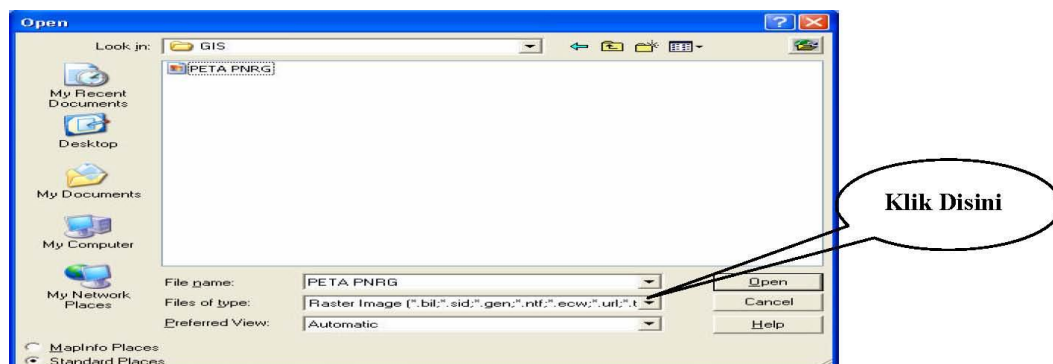 Open
Look in: GIS
PETA PNRG
My Recent
Documents
Desktop
My Documents
My Computer
My Network
Places
File name: PETA PNRG Open
Files of type: Raster Image (*.bil;*.sid;*.gen;*.ntf;*.ecw;*.url;*.t Cancel
Preferred View: Automatic Help
MapInfo Places
Standard Places
Klik Disini